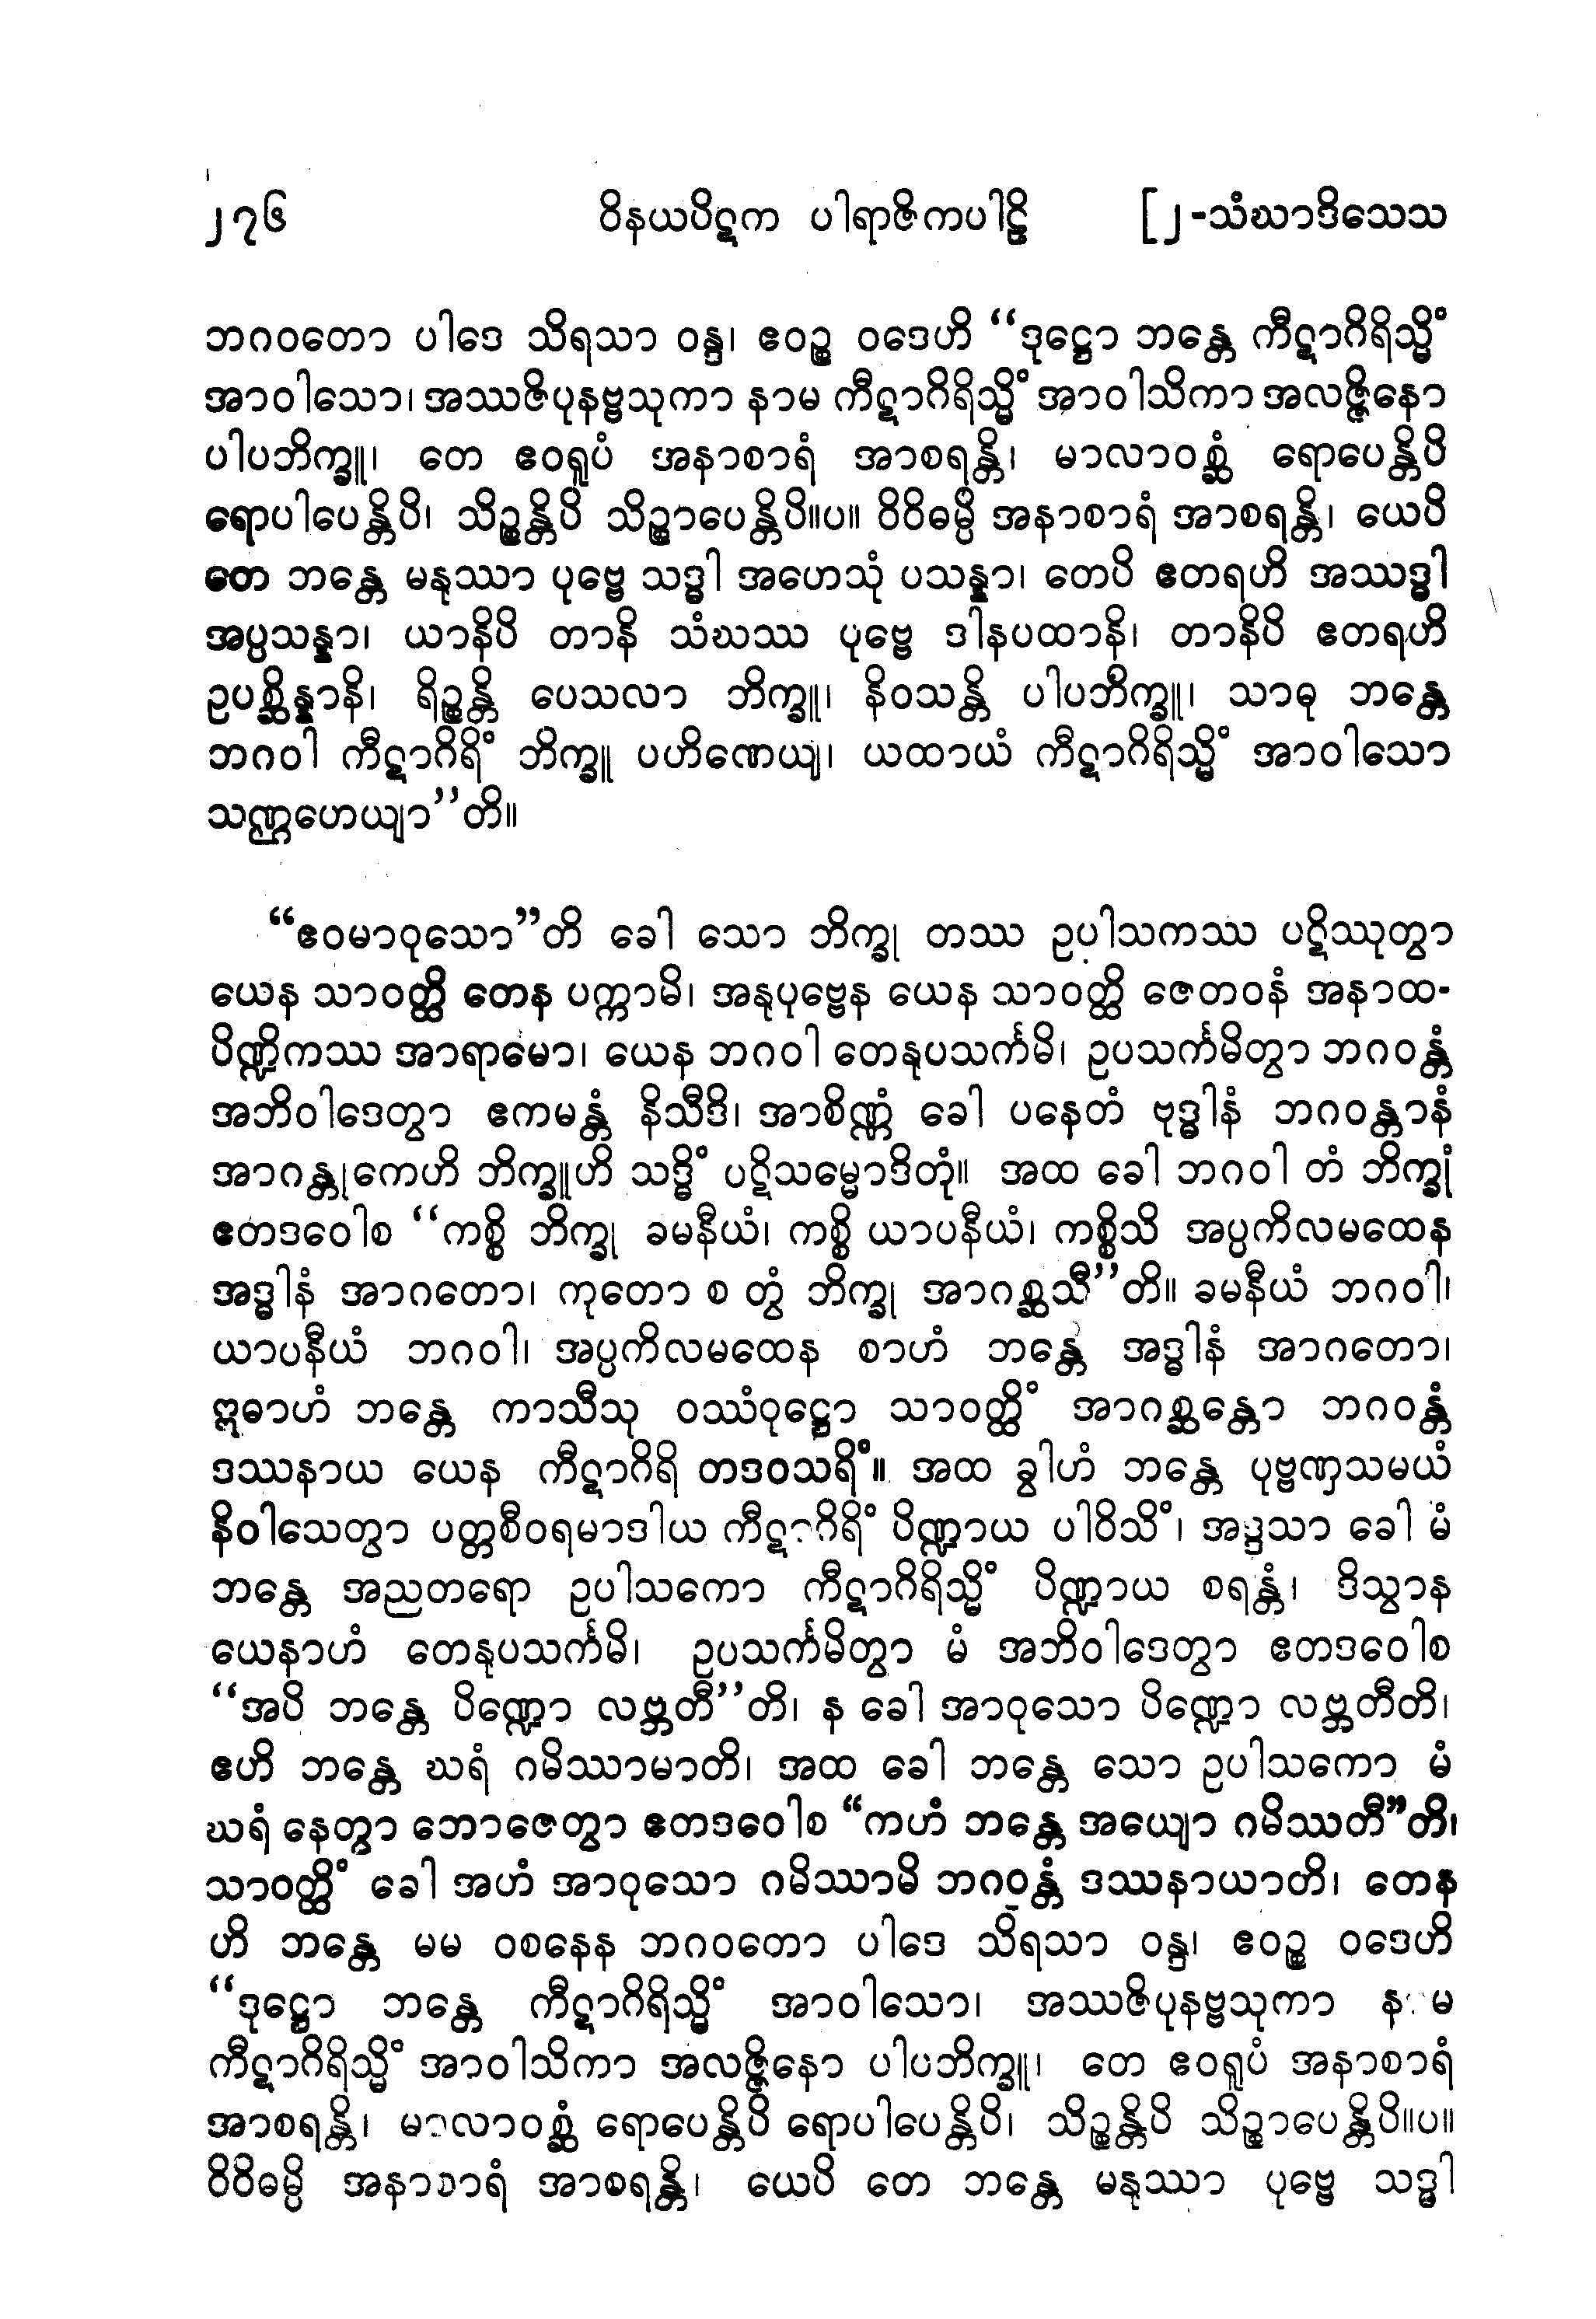 ၂၇၆ ဝိနယပိဋက ပါရာဇိကပါဠိ [၂-သံဃာဒိသေသ
ဘဂဝတော ပါဒေ သိရသာ ဝန္ဒ၊ ဧဝဉ္စ ဝဒေဟိ “ဒုဋ္ဌော ဘန္တေ ကီဋာဂိရိသ္မိံ
အာဝါသော၊ အဿဇိပုနဗ္ဗသုကာ နာမ ကီဋာဂိရိသ္မိံ အာဝါသိကာ အလဇ္ဇိနော
ပါပဘိက္ခူ၊ တေ ဧဝရူပံ အနာစာရံ အာစရန္တိ၊ မာလာဝစ္ဆံ ရောပေန္တိပိ
ရောပါပေန္တိပိ၊ သိဉ္စန္တိပိ သိဉ္စာပေန္တိပိ။ပ။ ဝိဝိဓမ္ပိ အနာစာရံ အာစရန္တိ၊ ယေပိ
တေ ဘန္တေ မနုဿာ ပုဗ္ဗေ သဒ္ဓါ အဟေသုံ ပသန္နာ၊ တေပိ ဧတရဟိ အဿဒ္ဓါ
အပ္ပသန္နာ၊ ယာနိပိ တာနိ သံဃဿ ပုဗ္ဗေ ဒါနပထာနိ၊ တာနိပိ ဧတရဟိ
ဥပစ္ဆိန္နာနိ၊ ရိဉ္စန္တိ ပေသလာ ဘိက္ခူ၊ နိဝသန္တိ ပါပဘိက္ခူ၊ သာဓု ဘန္တေ
ဘဂဝါ ကီဋာဂိရိံ ဘိက္ခူ ပဟိဏေယျ၊ ယထာယံ ကီဋာဂိရိသ္မိံ အာဝါသော
သဏ္ဌဟေယျာ”တိ။
“ဧဝမာဝုသော”တိ ခေါ သော ဘိက္ခု တဿ ဥပါသကဿ ပဋိဿုတွာ
ယေန သာဝတ္ထိ တေန ပက္ကာမိ၊ အနုပုဗ္ဗေန ယေန သာဝတ္ထိ ဇေတဝနံ အနာထ-
ပိဏ္ဍိကဿ အာရာမော၊ ယေန ဘဂဝါ တေနုပသင်္ကမိ၊ ဥပသင်္ကမိတွာ ဘဂဝန္တံ
အဘိဝါဒေတွာ ဧကမန္တံ နိသီဒိ၊ အာစိဏ္ဏံ ခေါ ပနေတံ ဗုဒ္ဓါနံ ဘဂဝန္တာနံ
အာဂန္တုကေဟိ ဘိက္ခူဟိ သဒ္ဓိံ ပဋိသမ္မောဒိတုံ။ အထ ခေါ ဘဂဝါ တံ ဘိက္ခုံ
ဧတဒဝေါစ “ကစ္စိ ဘိက္ခု ခမနီယံ၊ ကစ္စိ ယာပနီယံ၊ ကစ္စိသိ အပ္ပကိလမထေန
အဒ္ဓါနံ အာဂတော၊ ကုတော စ တွံ ဘိက္ခု အာဂစ္ဆသီ”တိ။ ခမနီယံ ဘဂဝါ၊
ယာပနီယံ ဘဂဝါ၊ အပ္ပကိလမထေန စာဟံ ဘန္တေ အဒ္ဓါနံ အာဂတော၊
ဣဓာဟံ ဘန္တေ ကာသီသု ဝဿံဝုဋ္ဌော သာဝတ္ထိံ အာဂစ္ဆန္တော ဘဂဝန္တံ
ဒဿနာယ ယေန ကီဋာဂိရိ တဒဝသရိံ။ အထ ခွါဟံ ဘန္တေ ပုဗ္ဗဏှသမယံ
နိဝါသေတွာ ပတ္တစီဝရမာဒါယ ကီဋာဂိရိံ ပိဏ္ဍာယ ပါဝိသိံ၊ အဒ္ဒသာ ခေါ မံ
ဘန္တေ အညတရော ဥပါသကော ကီဋာဂိရိသ္မိံ ပိဏ္ဍာယ စရန္တံ၊ ဒိသွာန
ယေနာဟံ တေနုပသင်္ကမိ၊ ဥပသင်္ကမိတွာ မံ အဘိဝါဒေတွာ ဧတဒဝေါစ
“အပိ ဘန္တေ ပိဏ္ဍော လဗ္ဘတီ”တိ၊ န ခေါ အာဝုသော ပိဏ္ဍော လဗ္ဘတီတိ၊
ဧဟိ ဘန္တေ ဃရံ ဂမိဿာမာတိ၊ အထ ခေါ ဘန္တေ သော ဥပါသကော မံ
ဃရံ နေတွာ ဘောဇေတွာ ဧတဒဝေါစ “ကဟံ ဘန္တေ အယျော ဂမိဿတီ”တိ၊
သာဝတ္ထိံ ခေါ အဟံ အာဝုသော ဂမိဿာမိ ဘဂဝန္တံ ဒဿနာယာတိ၊ တေန
ဟိ ဘန္တေ မမ ဝစနေန ဘဂဝတော ပါဒေ သိရသာ ဝန္ဒ၊ ဧဝဉ္စ ဝဒေဟိ
“ဒုဋ္ဌော ဘန္တေ ကီဋာဂိရိသ္မိံ အာဝါသော၊ အဿဇိပုနဗ္ဗသုကာ နာမ
ကီဋာဂိရိသ္မိံ အာဝါသိကာ အလဇ္ဇိနော ပါပဘိက္ခူ၊ တေ ဧဝရူပံ အနာစာရံ
အာစရန္တိ၊ မာလာဝစ္ဆံ ရောပေန္တိပိ ရောပါပေန္တိပိ၊ သိဉ္စန္တိပိ သိဉ္စာပေန္တိပိ။ပ။
ဝိဝိဓမ္ပိ အနာစာရံ အာစရန္တိ၊ ယေပိ တေ ဘန္တေ မနုဿာ ပုဗ္ဗေ သဒ္ဓါ